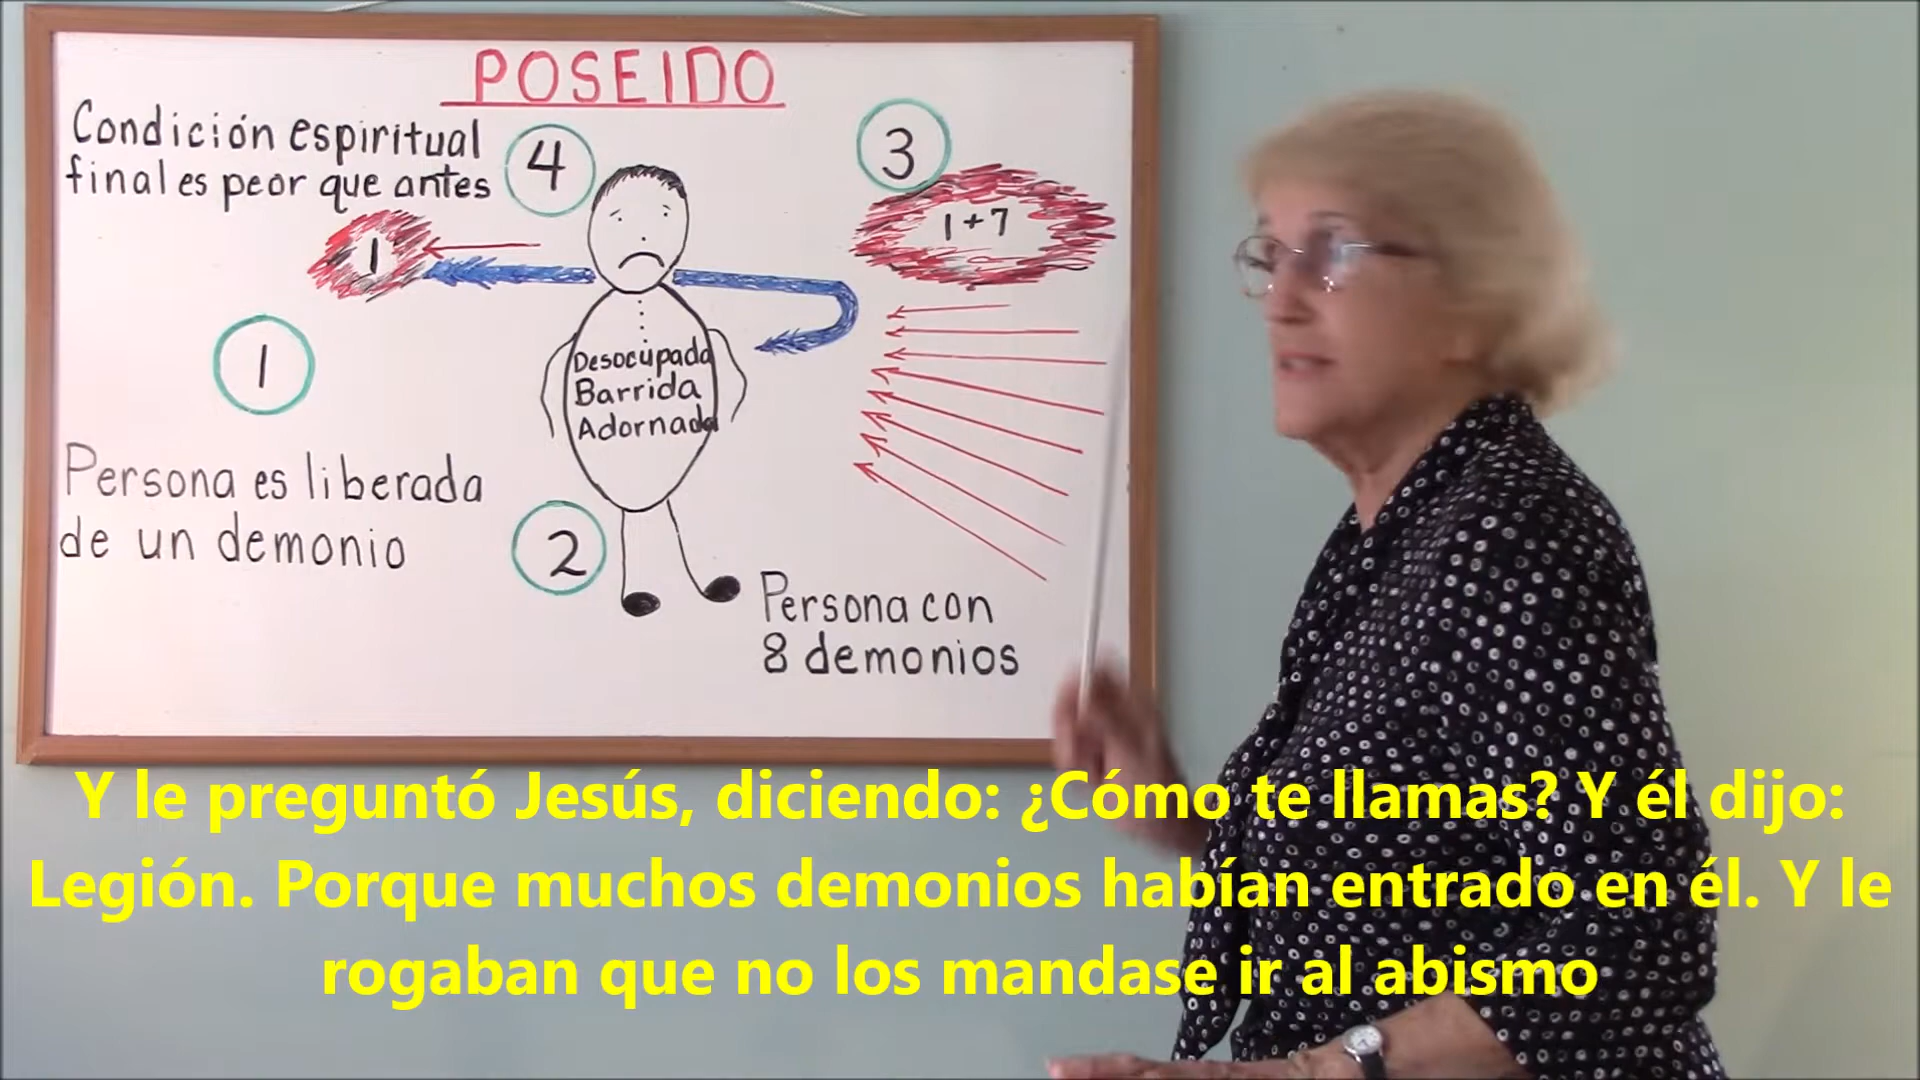 POSEIDO
Condición espiritual
final es peor que antes
4
3
1
1+7
1
Desocupada
Barrida
Adornada
Persona es liberada
de un demonio
2
Persona con
8 demonios
Y le preguntó Jesús, diciendo: ¿Cómo te llamas? Y él dijo:
Legión. Porque muchos demonios habían entrado en él. Y le
rogaban que no los mandase ir al abismo